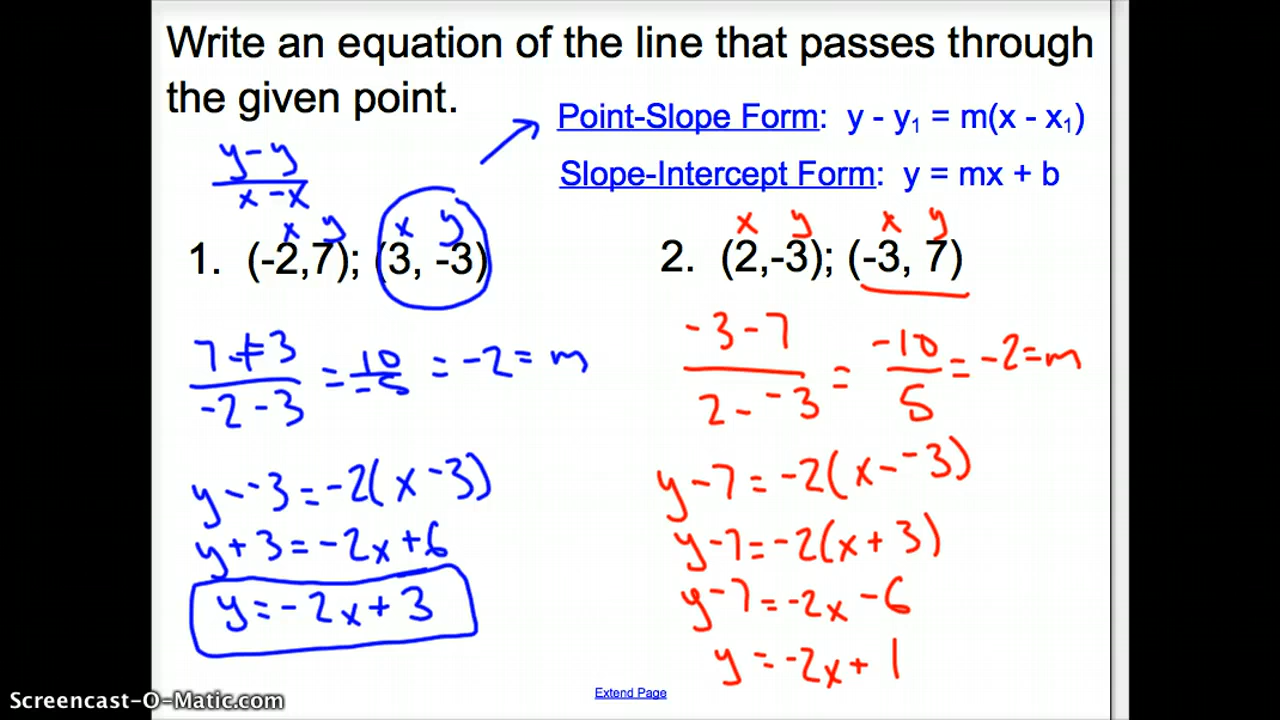 Write an equation of the line that passes through
the given point.
Point-Slope Form: y - y₁ = m(x - x₁)
Slope-Intercept Form: y = mx + b
y - y
x - x
x y x y
1. (-2,7); (3, -3)
7 - -3
-2 - 3
= 10
-5
= -2 = m
y - -3 = -2(x - 3)
y + 3 = -2x + 6
y = -2x + 3
x y x y
2. (2,-3); (-3, 7)
-3 - 7
2 - -3
= -10
5
= -2 = m
y - 7 = -2(x - -3)
y - 7 = -2(x + 3)
y - 7 = -2x - 6
y = -2x + 1
Extend Page
Screencast-O-Matic.com